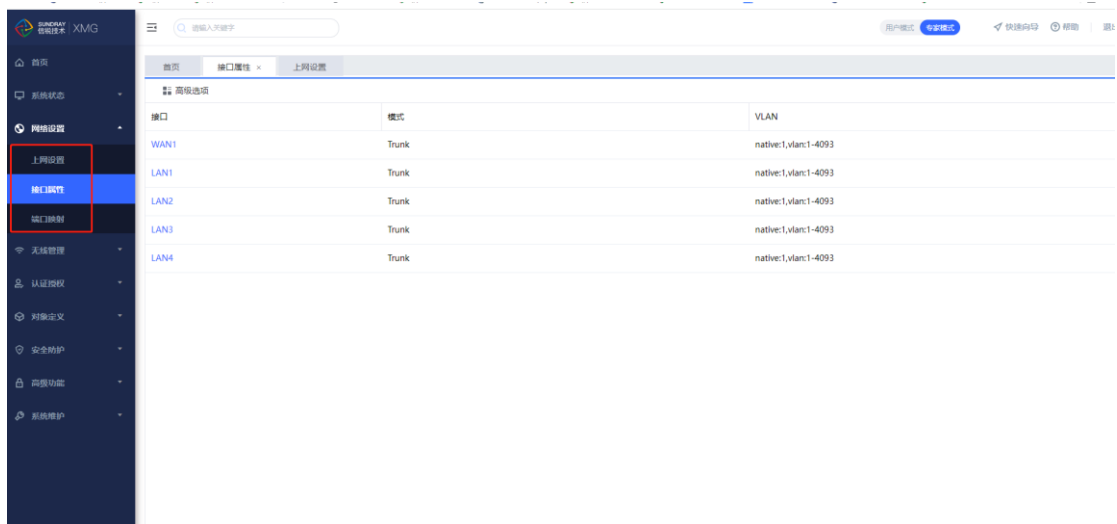 SUNDRAY 信锐技术 | XMG
请输入关键字
用户模式 专家模式 快速向导 帮助
首页
系统状态
网络设置
上网设置
接口属性
端口映射
无线管理
认证授权
对象定义
安全防护
高级功能
系统维护
首页 接口属性 × 上网设置
高级选项
接口 模式 VLAN
WAN1 Trunk native:1,vlan:1-4093
LAN1 Trunk native:1,vlan:1-4093
LAN2 Trunk native:1,vlan:1-4093
LAN3 Trunk native:1,vlan:1-4093
LAN4 Trunk native:1,vlan:1-4093